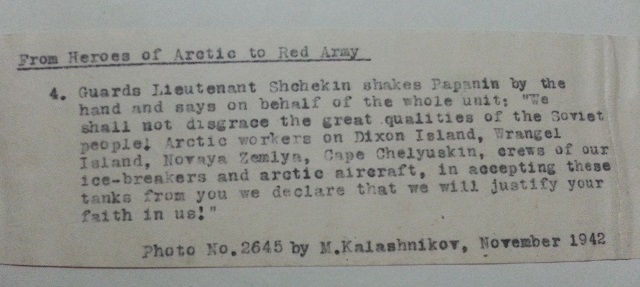 From Heroes of Arctic to Red Army
4. Guards Lieutenant Shchekin shakes Papanin by the
hand and says on behalf of the whole unit: "We
shall not disgrace the great qualities of the Soviet
people! Arctic workers on Dixon Island, Wrangel
Island, Novaya Zemlya, Cape Chelyuskin, crews of our
ice-breakers and arctic aircraft, in accepting these
tanks from you we declare that we will justify your
faith in us!"
Photo No.2645 by M.Kalashnikov, November 1942